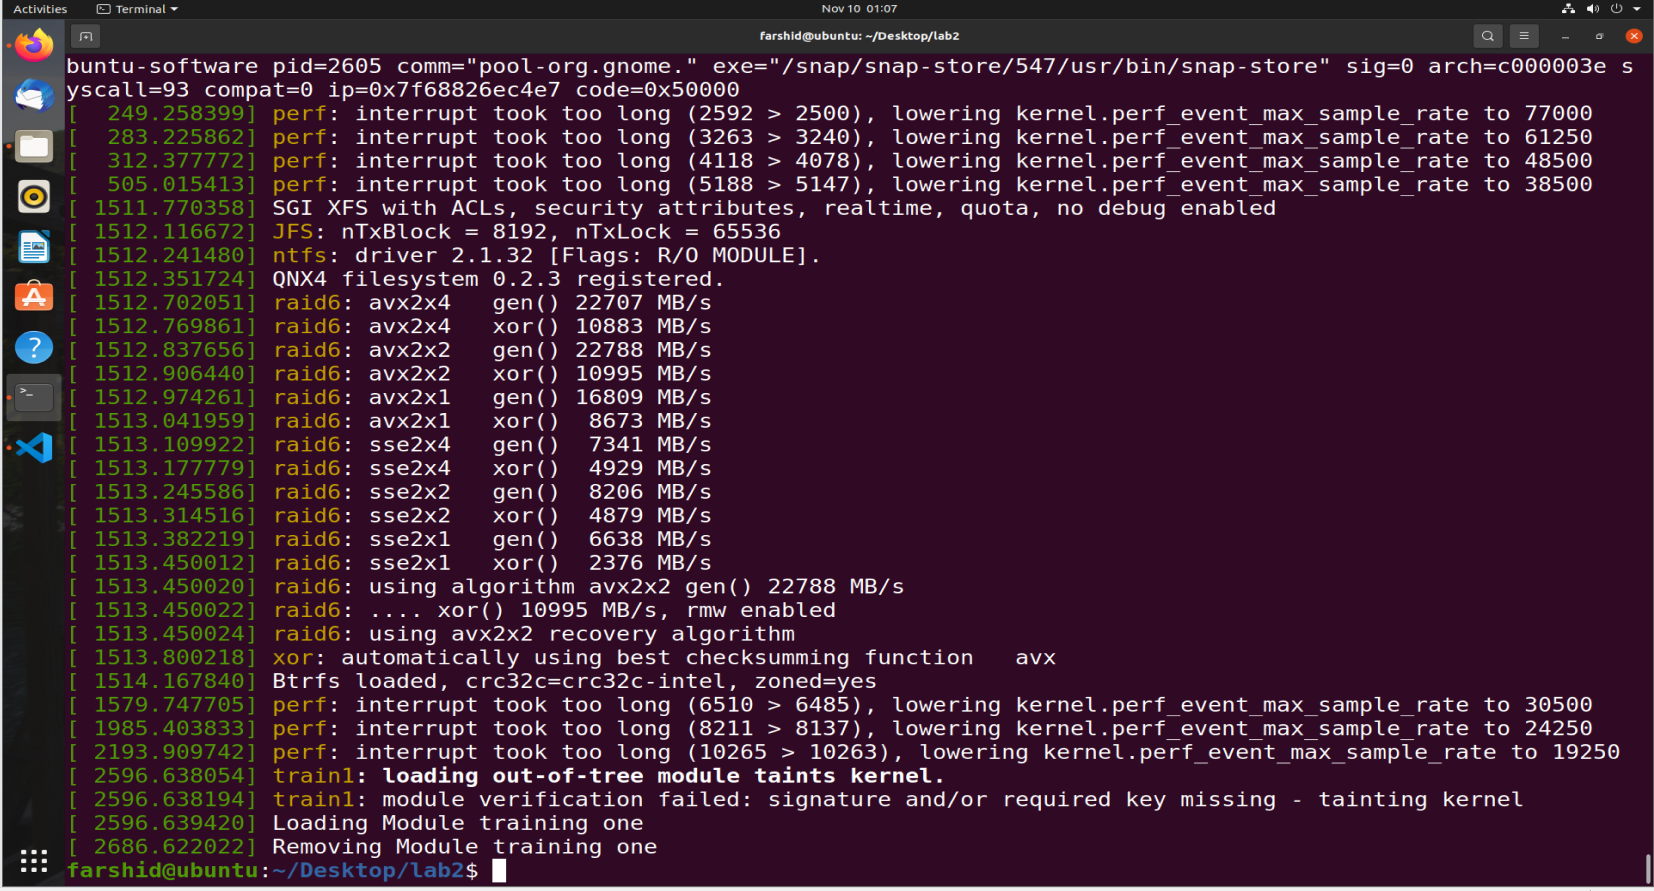 Activities
Terminal
Nov 10 01:07
farshid@ubuntu: ~/Desktop/lab2
buntu-software pid=2605 comm="pool-org.gnome." exe="/snap/snap-store/547/usr/bin/snap-store" sig=0 arch=c000003e s
yscall=93 compat=0 ip=0x7f68826ec4e7 code=0x50000
[  249.258399] perf: interrupt took too long (2592 > 2500), lowering kernel.perf_event_max_sample_rate to 77000
[  283.225862] perf: interrupt took too long (3263 > 3240), lowering kernel.perf_event_max_sample_rate to 61250
[  312.377772] perf: interrupt took too long (4118 > 4078), lowering kernel.perf_event_max_sample_rate to 48500
[  505.015413] perf: interrupt took too long (5188 > 5147), lowering kernel.perf_event_max_sample_rate to 38500
[ 1511.770358] SGI XFS with ACLs, security attributes, realtime, quota, no debug enabled
[ 1512.116672] JFS: nTxBlock = 8192, nTxLock = 65536
[ 1512.241480] ntfs: driver 2.1.32 [Flags: R/O MODULE].
[ 1512.351724] QNX4 filesystem 0.2.3 registered.
[ 1512.702051] raid6: avx2x4   gen() 22707 MB/s
[ 1512.769861] raid6: avx2x4   xor() 10883 MB/s
[ 1512.837656] raid6: avx2x2   gen() 22788 MB/s
[ 1512.906440] raid6: avx2x2   xor() 10995 MB/s
[ 1512.974261] raid6: avx2x1   gen() 16809 MB/s
[ 1513.041959] raid6: avx2x1   xor()  8673 MB/s
[ 1513.109922] raid6: sse2x4   gen()  7341 MB/s
[ 1513.177779] raid6: sse2x4   xor()  4929 MB/s
[ 1513.245586] raid6: sse2x2   gen()  8206 MB/s
[ 1513.314516] raid6: sse2x2   xor()  4879 MB/s
[ 1513.382219] raid6: sse2x1   gen()  6638 MB/s
[ 1513.450012] raid6: sse2x1   xor()  2376 MB/s
[ 1513.450020] raid6: using algorithm avx2x2 gen() 22788 MB/s
[ 1513.450022] raid6: .... xor() 10995 MB/s, rmw enabled
[ 1513.450024] raid6: using avx2x2 recovery algorithm
[ 1513.800218] xor: automatically using best checksumming function   avx
[ 1514.167840] Btrfs loaded, crc32c=crc32c-intel, zoned=yes
[ 1579.747705] perf: interrupt took too long (6510 > 6485), lowering kernel.perf_event_max_sample_rate to 30500
[ 1985.403833] perf: interrupt took too long (8211 > 8137), lowering kernel.perf_event_max_sample_rate to 24250
[ 2193.909742] perf: interrupt took too long (10265 > 10263), lowering kernel.perf_event_max_sample_rate to 19250
[ 2596.638054] train1: loading out-of-tree module taints kernel.
[ 2596.638194] train1: module verification failed: signature and/or required key missing - tainting kernel
[ 2596.639420] Loading Module training one
[ 2686.622022] Removing Module training one
farshid@ubuntu:~/Desktop/lab2$